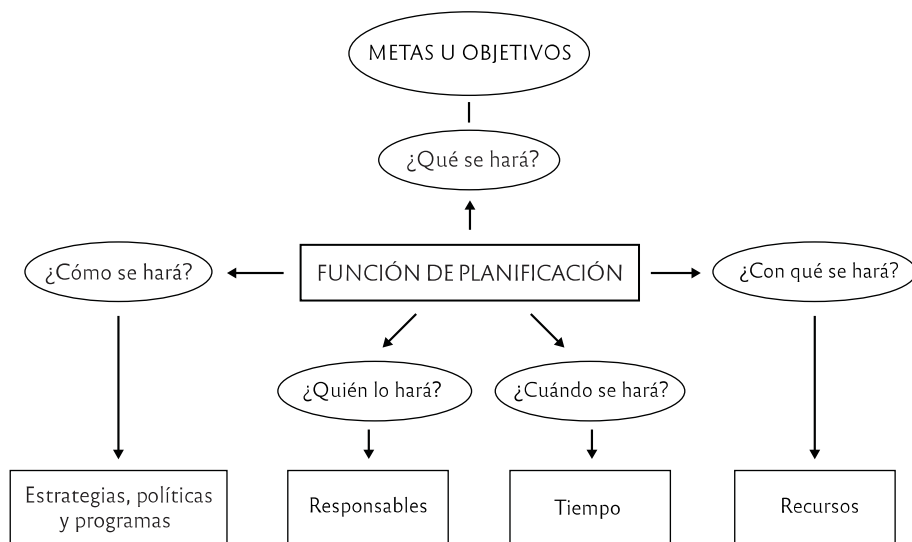 METAS U OBJETIVOS
¿Qué se hará?
¿Cómo se hará?
FUNCIÓN DE PLANIFICACIÓN
¿Con qué se hará?
¿Quién lo hará?
¿Cuándo se hará?
Estrategias, políticas
y programas
Responsables
Tiempo
Recursos